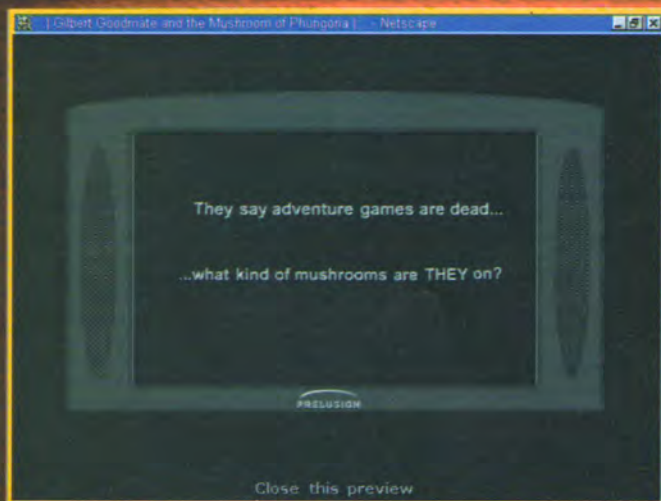 | Gilbert Goodmate and the Mushroom of Phungoria | - Netscape
They say adventure games are dead...
...what kind of mushrooms are THEY on?
PRELUSION
Close this preview